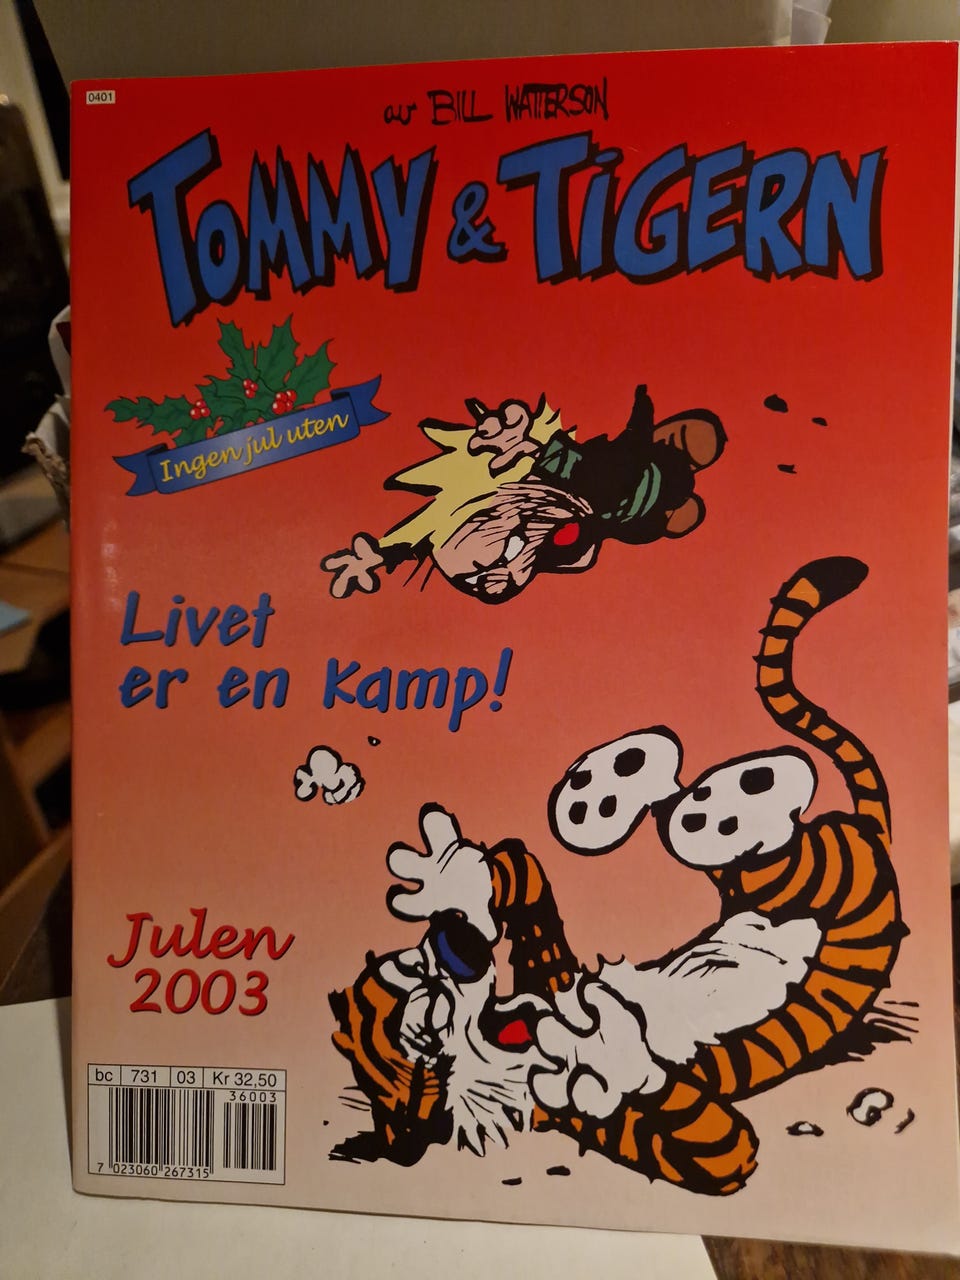 0401
av BILL WATTERSON
TOMMY & TIGERN
Ingen jul uten
Livet
er en kamp!
Julen
2003
bc 731 03 Kr 32,50
36003
7 023060 267315